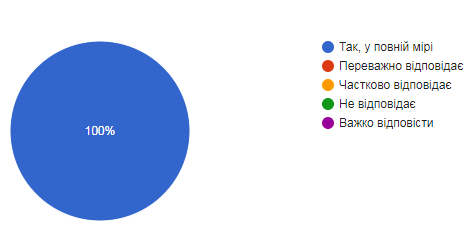 Так, у повній мірі
Переважно відповідає
Частково відповідає
100%
Не відповідає
Важко відповісти